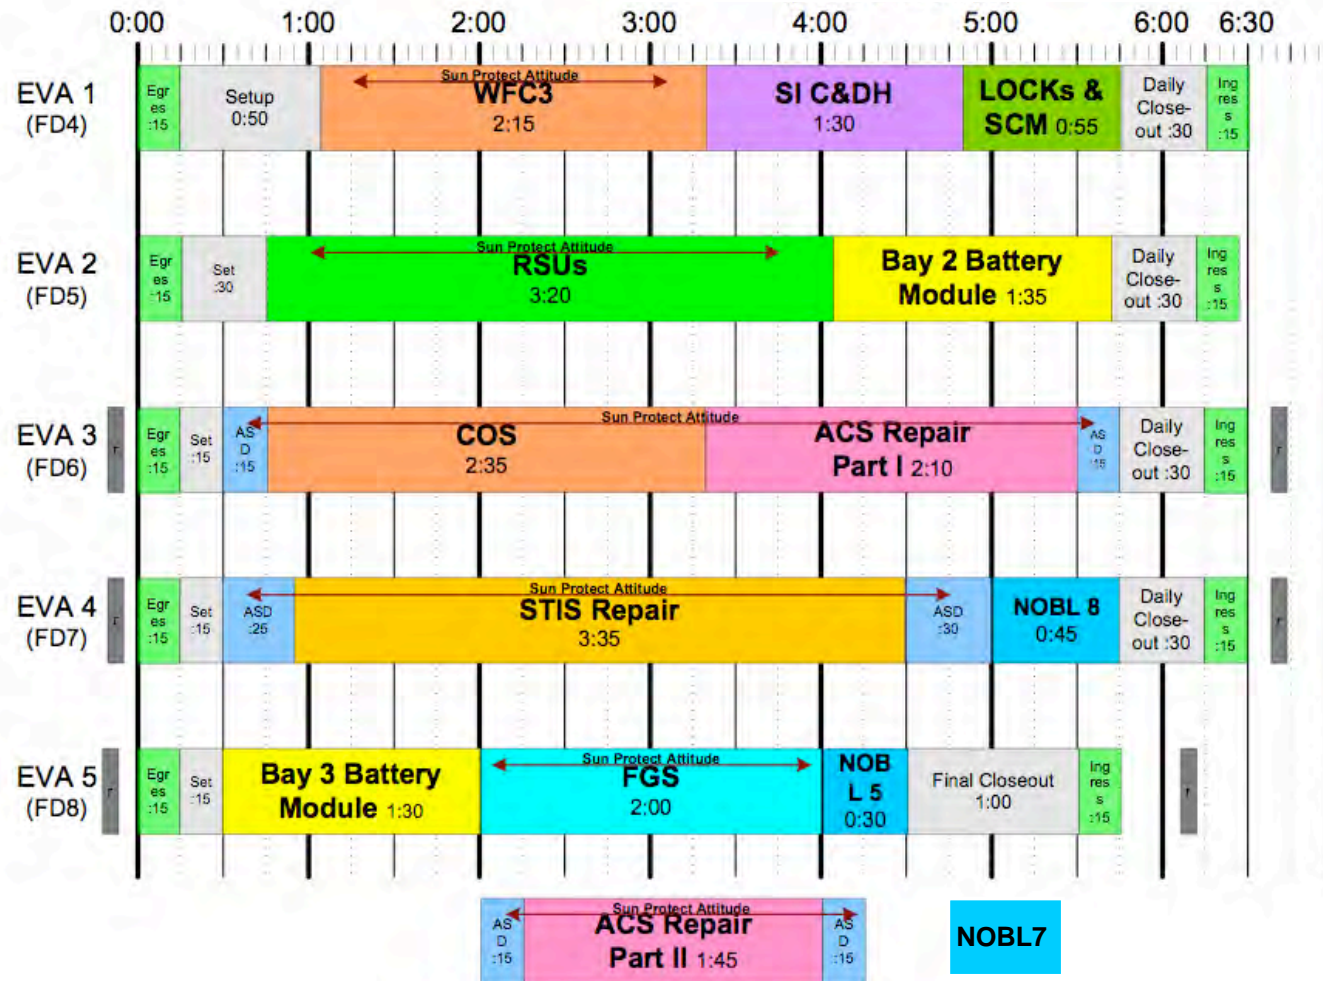 0:00 1:00 2:00 3:00 4:00 5:00 6:00 6:30
EVA 1
(FD4)
Egr
es
:15
Setup
0:50
Sun Protect Attitude
WFC3
2:15
SI C&DH
1:30
LOCKs &
SCM 0:55
Daily
Close-
out :30
Ing
res
s
:15
EVA 2
(FD5)
Egr
es
:15
Set
:30
Sun Protect Attitude
RSUs
3:20
Bay 2 Battery
Module 1:35
Daily
Close-
out :30
Ing
res
s
:15
EVA 3
(FD6)
r
Egr
es
:15
Set
:15
AS
D
:15
Sun Protect Attitude
COS
2:35
ACS Repair
Part I 2:10
AS
D
:15
Daily
Close-
out :30
Ing
res
s
:15
r
EVA 4
(FD7)
r
Egr
es
:15
Set
:15
ASD
:25
Sun Protect Attitude
STIS Repair
3:35
ASD
:30
NOBL 8
0:45
Daily
Close-
out :30
Ing
res
s
:15
r
EVA 5
(FD8)
r
Egr
es
:15
Set
:15
Bay 3 Battery
Module 1:30
Sun Protect Attitude
FGS
2:00
NOB
L 5
0:30
Final Closeout
1:00
Ing
res
s
:15
r
AS
D
:15
Sun Protect Attitude
ACS Repair
Part II 1:45
AS
D
:15
NOBL7